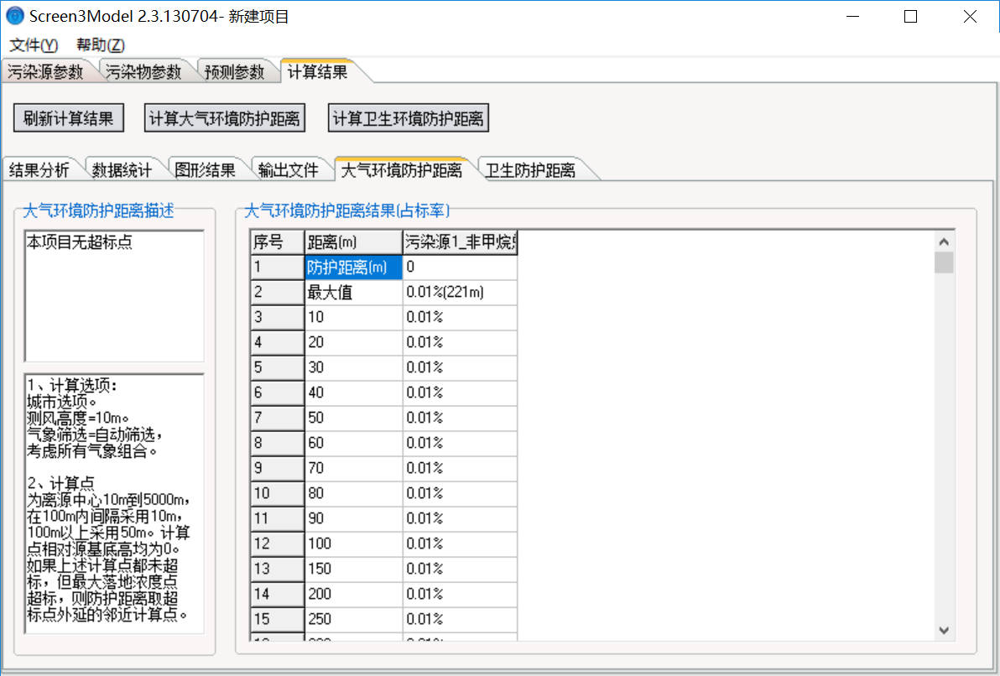 Screen3Model 2.3.130704- 新建项目
文件(Y) 帮助(Z)
污染源参数 污染物参数 预测参数 计算结果
刷新计算结果 计算大气环境防护距离 计算卫生环境防护距离
结果分析 数据统计 图形结果 输出文件 大气环境防护距离 卫生防护距离
大气环境防护距离描述
本项目无超标点
1、计算选项：
城市选项。
测风高度=10m。
气象筛选=自动筛选，
考虑所有气象组合。
2、计算点
为离源中心10m到5000m，
在100m内间隔采用10m，
100m以上采用50m。计算
点相对源基底高均为0。
如果上述计算点都未超
标，但最大落地浓度点
超标，则防护距离取超
标点外延的邻近计算点。
大气环境防护距离结果(占标率)
序号 距离(m) 污染源1_非甲烷
1 防护距离(m) 0
2 最大值 0.01%(221m)
3 10 0.01%
4 20 0.01%
5 30 0.01%
6 40 0.01%
7 50 0.01%
8 60 0.01%
9 70 0.01%
10 80 0.01%
11 90 0.01%
12 100 0.01%
13 150 0.01%
14 200 0.01%
15 250 0.01%